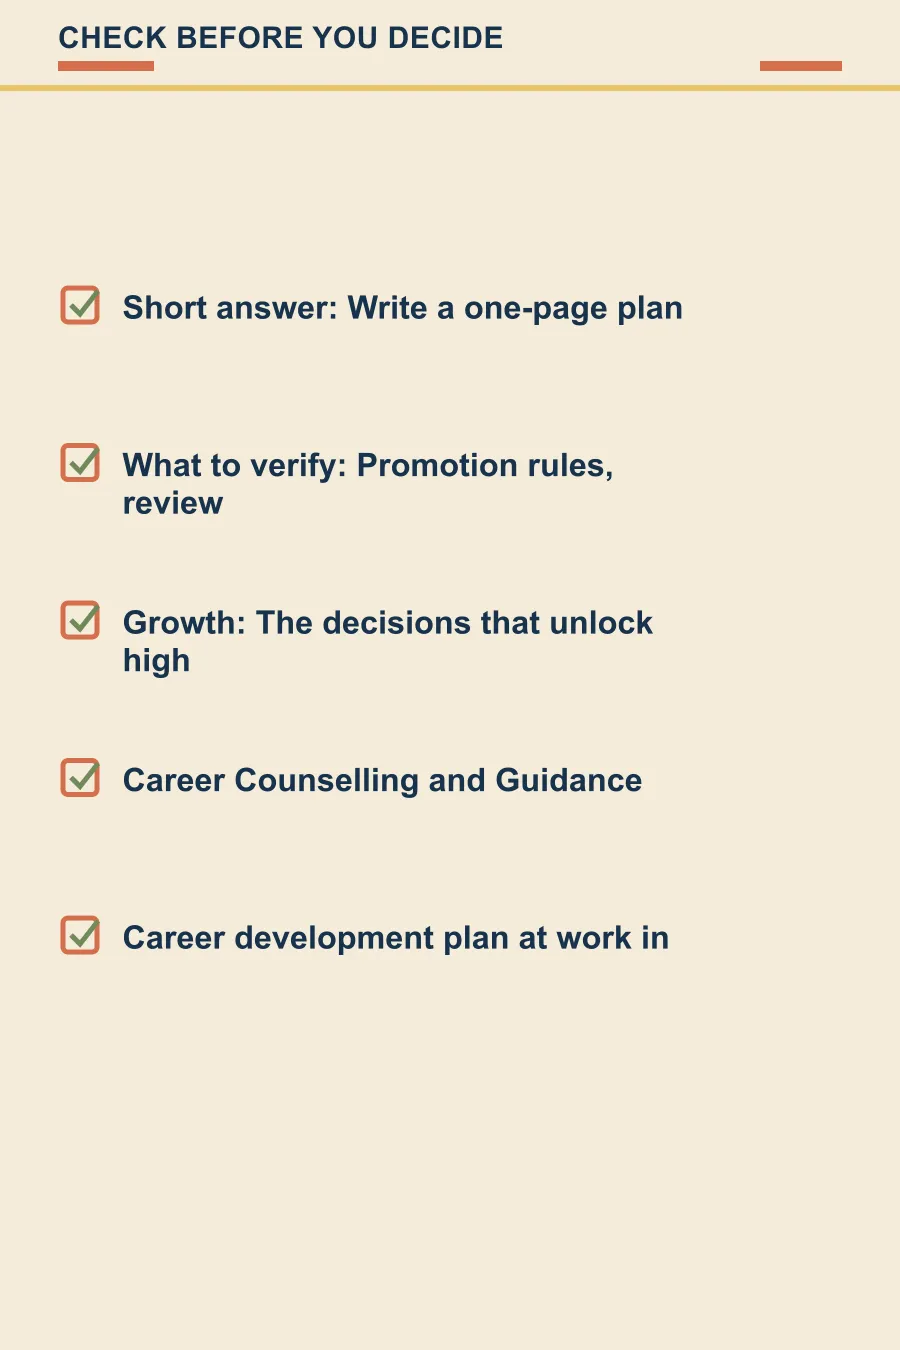 CHECK BEFORE YOU DECIDE
Short answer: Write a one-page plan
What to verify: Promotion rules,
review
Growth: The decisions that unlock
high
Career Counselling and Guidance
Career development plan at work in